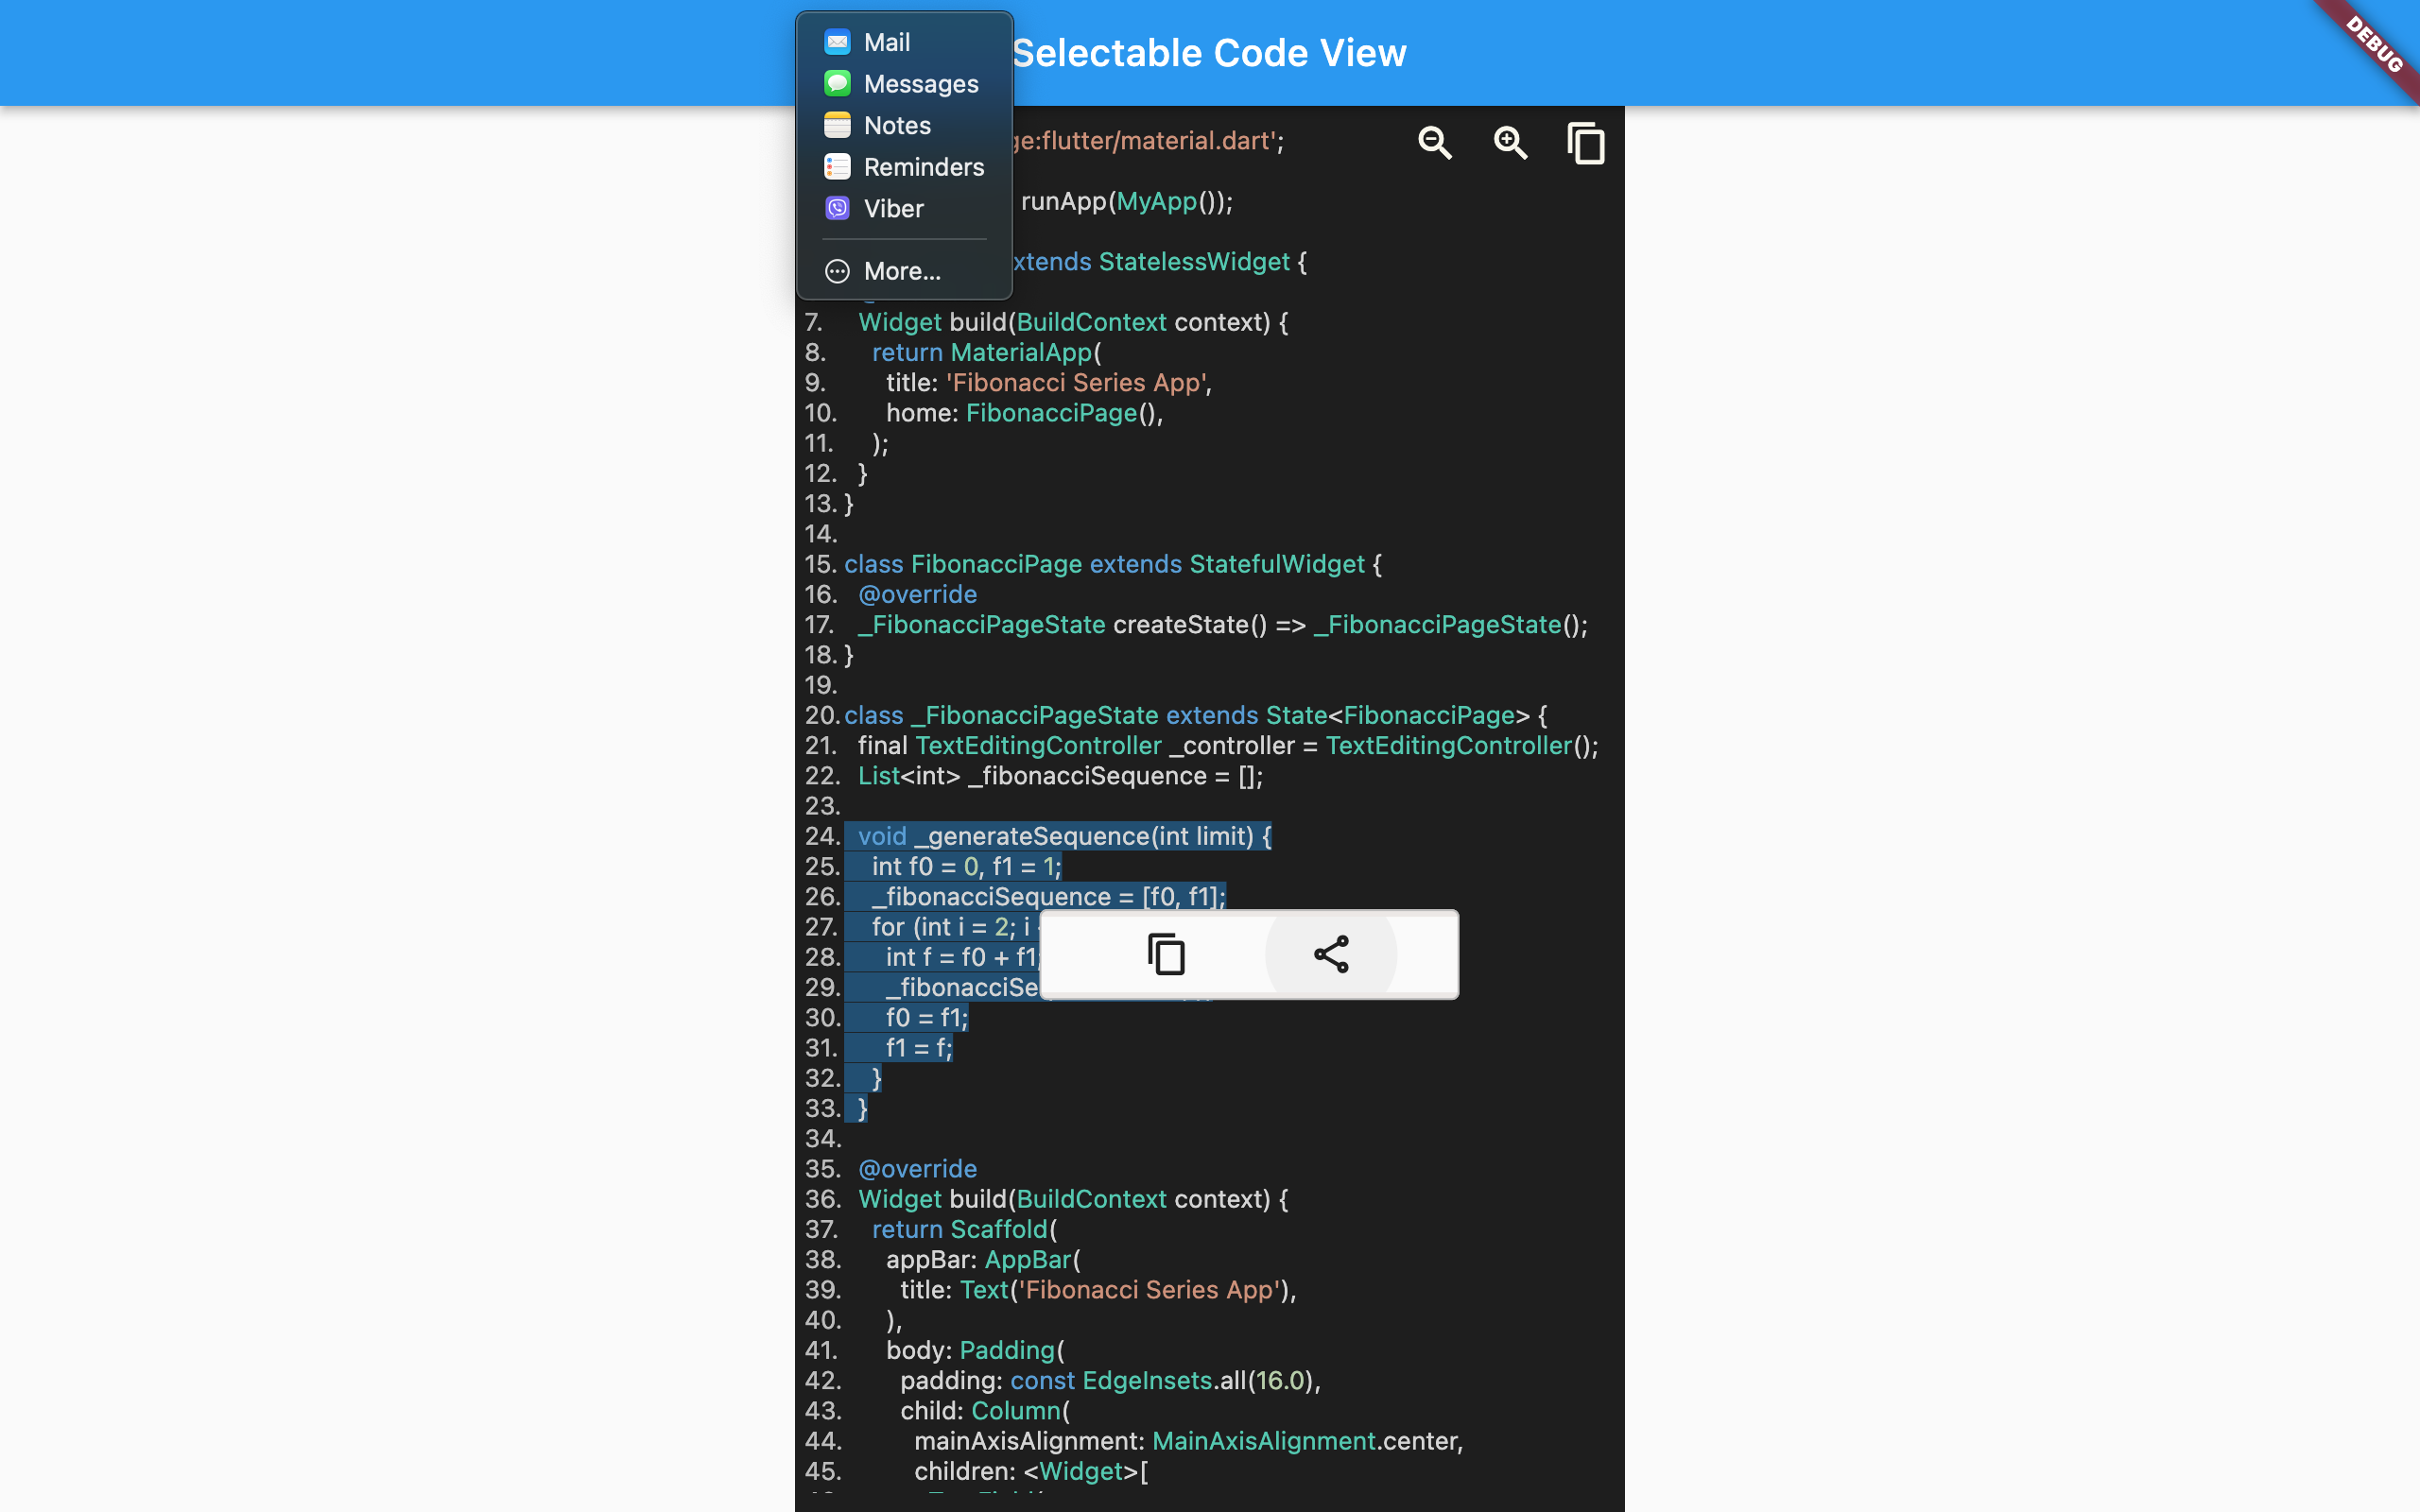 Mail
Messages
Notes
Reminders
Viber
More...
Selectable Code View
DEBUG
ge:flutter/material.dart';
runApp(MyApp());
xtends StatelessWidget {
7. Widget build(BuildContext context) {
8. return MaterialApp(
9. title: 'Fibonacci Series App',
10. home: FibonacciPage(),
11. );
12. }
13. }
14.
15. class FibonacciPage extends StatefulWidget {
16. @override
17. _FibonacciPageState createState() => _FibonacciPageState();
18. }
19.
20. class _FibonacciPageState extends State<FibonacciPage> {
21. final TextEditingController _controller = TextEditingController();
22. List<int> _fibonacciSequence = [];
23.
24. void _generateSequence(int limit) {
25. int f0 = 0, f1 = 1;
26. _fibonacciSequence = [f0, f1];
27. for (int i = 2; i
28. int f = f0 + f1;
29. _fibonacciSe
30. f0 = f1;
31. f1 = f;
32. }
33. }
34.
35. @override
36. Widget build(BuildContext context) {
37. return Scaffold(
38. appBar: AppBar(
39. title: Text('Fibonacci Series App'),
40. ),
41. body: Padding(
42. padding: const EdgeInsets.all(16.0),
43. child: Column(
44. mainAxisAlignment: MainAxisAlignment.center,
45. children: <Widget>[